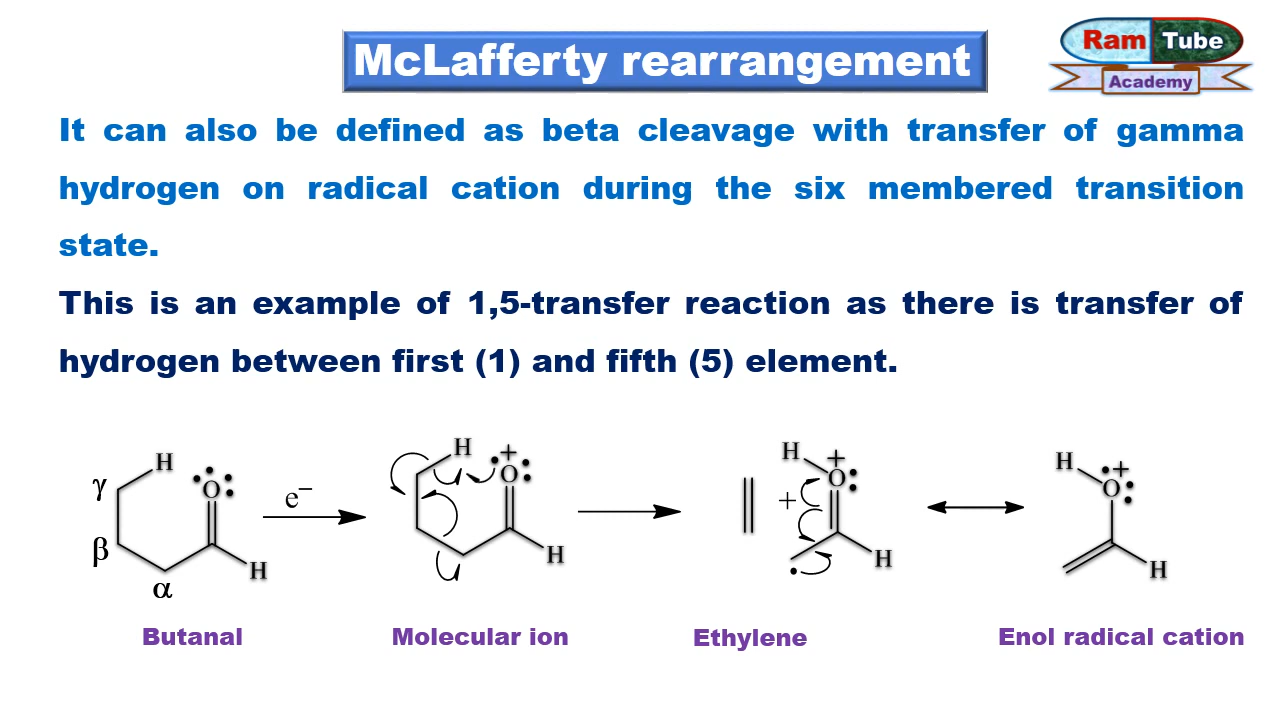 McLafferty rearrangement
Ram Tube
Academy
It can also be defined as beta cleavage with transfer of gamma
hydrogen on radical cation during the six membered transition
state.
This is an example of 1,5-transfer reaction as there is transfer of
hydrogen between first (1) and fifth (5) element.
γ H O
β e−
α H
H + O
H
H + O
+
H
H + O
H
Butanal Molecular ion Ethylene Enol radical cation